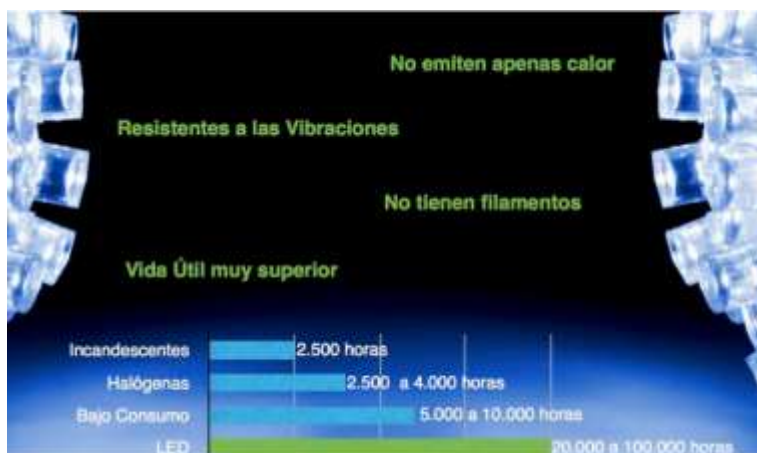 No emiten apenas calor
Resistentes a las Vibraciones
No tienen filamentos
Vida Útil muy superior
Incandescentes 2.500 horas
Halógenas 2.500 a 4.000 horas
Bajo Consumo 5.000 a 10.000 horas
LED 20.000 a 100.000 horas